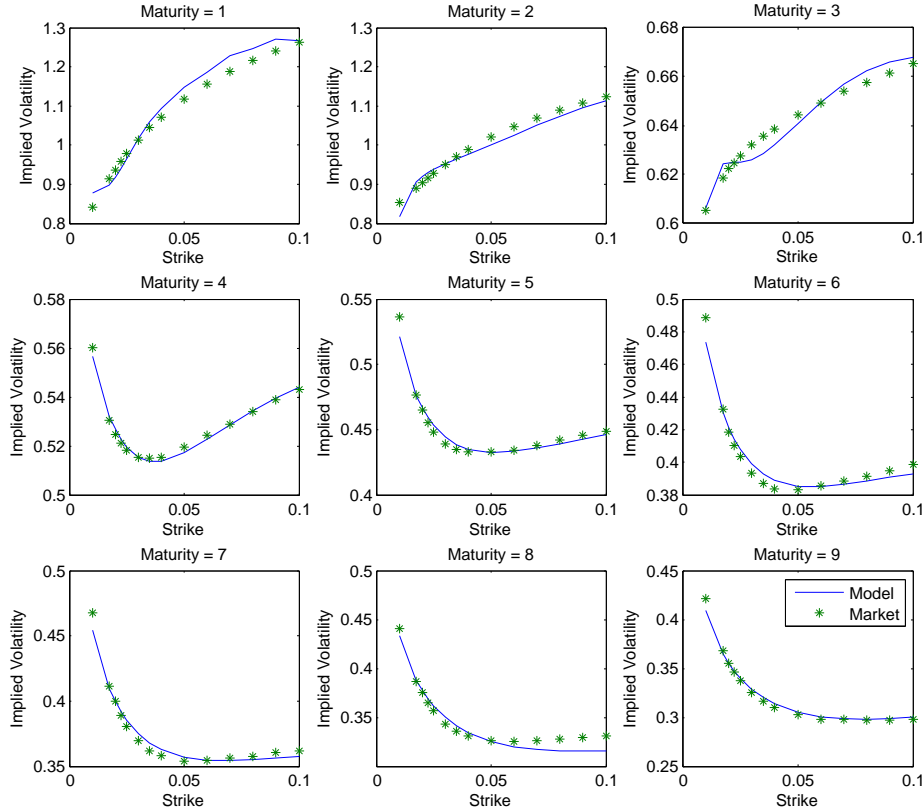 Maturity = 1
1.3
1.2
1.1
1
0.9
0.8
0
0.05
0.1
Strike
Implied Volatility
Maturity = 2
1.3
1.2
1.1
1
0.9
0.8
0
0.05
0.1
Strike
Implied Volatility
Maturity = 3
0.68
0.66
0.64
0.62
0.6
0
0.05
0.1
Strike
Implied Volatility
Maturity = 4
0.58
0.56
0.54
0.52
0.5
0
0.05
0.1
Strike
Implied Volatility
Maturity = 5
0.55
0.5
0.45
0.4
0
0.05
0.1
Strike
Implied Volatility
Maturity = 6
0.5
0.48
0.46
0.44
0.42
0.4
0.38
0
0.05
0.1
Strike
Implied Volatility
Maturity = 7
0.5
0.45
0.4
0.35
0
0.05
0.1
Strike
Implied Volatility
Maturity = 8
0.5
0.45
0.4
0.35
0
0.05
0.1
Strike
Implied Volatility
Maturity = 9
0.45
0.4
0.35
0.3
0.25
0
0.05
0.1
Strike
Implied Volatility
Model
Market